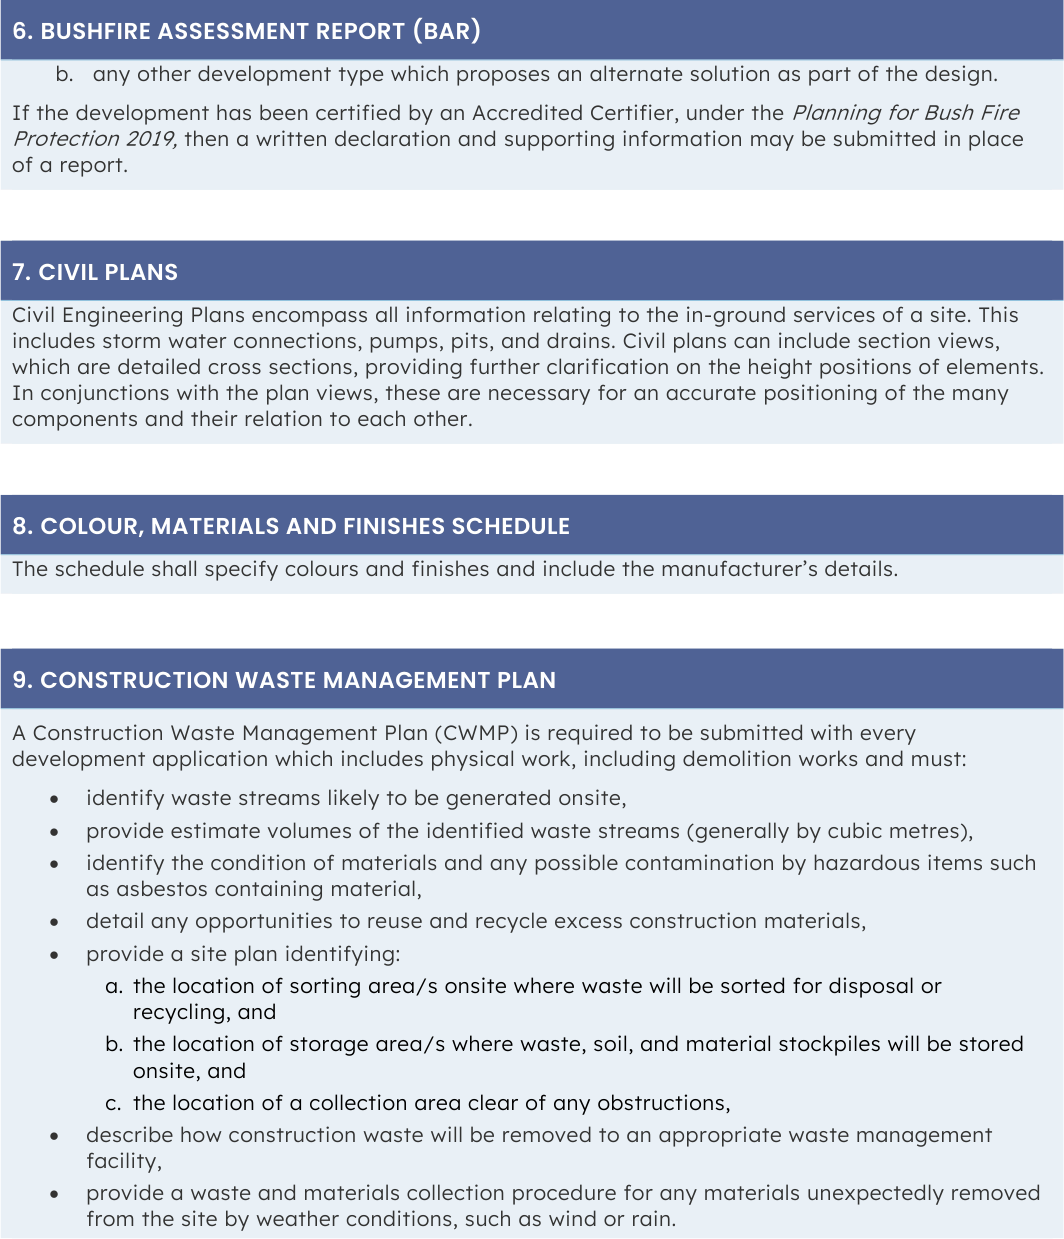 6. BUSHFIRE ASSESSMENT REPORT (BAR)
b. any other development type which proposes an alternate solution as part of the design.
If the development has been certified by an Accredited Certifier, under the Planning for Bush Fire
Protection 2019, then a written declaration and supporting information may be submitted in place
of a report.
7. CIVIL PLANS
Civil Engineering Plans encompass all information relating to the in-ground services of a site. This
includes storm water connections, pumps, pits, and drains. Civil plans can include section views,
which are detailed cross sections, providing further clarification on the height positions of elements.
In conjunctions with the plan views, these are necessary for an accurate positioning of the many
components and their relation to each other.
8. COLOUR, MATERIALS AND FINISHES SCHEDULE
The schedule shall specify colours and finishes and include the manufacturer’s details.
9. CONSTRUCTION WASTE MANAGEMENT PLAN
A Construction Waste Management Plan (CWMP) is required to be submitted with every
development application which includes physical work, including demolition works and must:
• identify waste streams likely to be generated onsite,
• provide estimate volumes of the identified waste streams (generally by cubic metres),
• identify the condition of materials and any possible contamination by hazardous items such
as asbestos containing material,
• detail any opportunities to reuse and recycle excess construction materials,
• provide a site plan identifying:
a. the location of sorting area/s onsite where waste will be sorted for disposal or
recycling, and
b. the location of storage area/s where waste, soil, and material stockpiles will be stored
onsite, and
c. the location of a collection area clear of any obstructions,
• describe how construction waste will be removed to an appropriate waste management
facility,
• provide a waste and materials collection procedure for any materials unexpectedly removed
from the site by weather conditions, such as wind or rain.